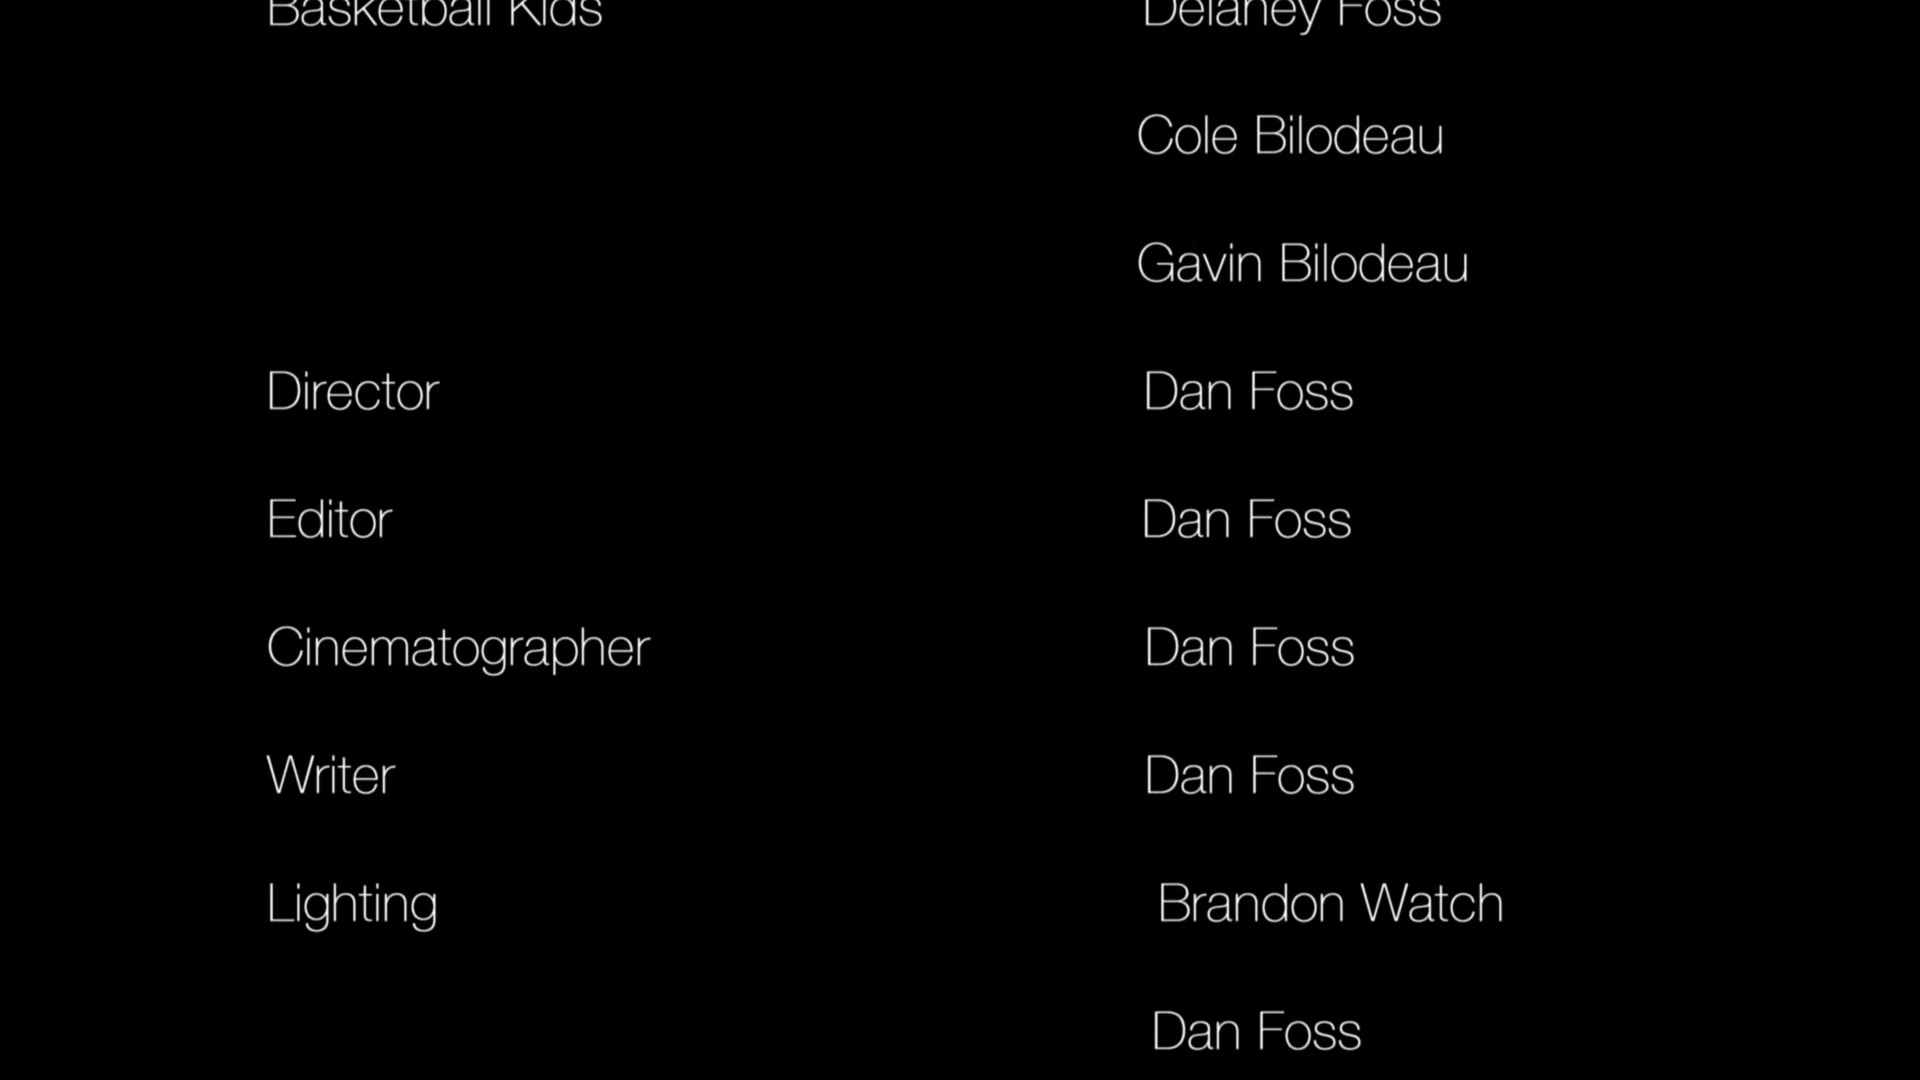 Basketball Kids Delaney Foss
Cole Bilodeau
Gavin Bilodeau
Director Dan Foss
Editor Dan Foss
Cinematographer Dan Foss
Writer Dan Foss
Lighting Brandon Watch
Dan Foss